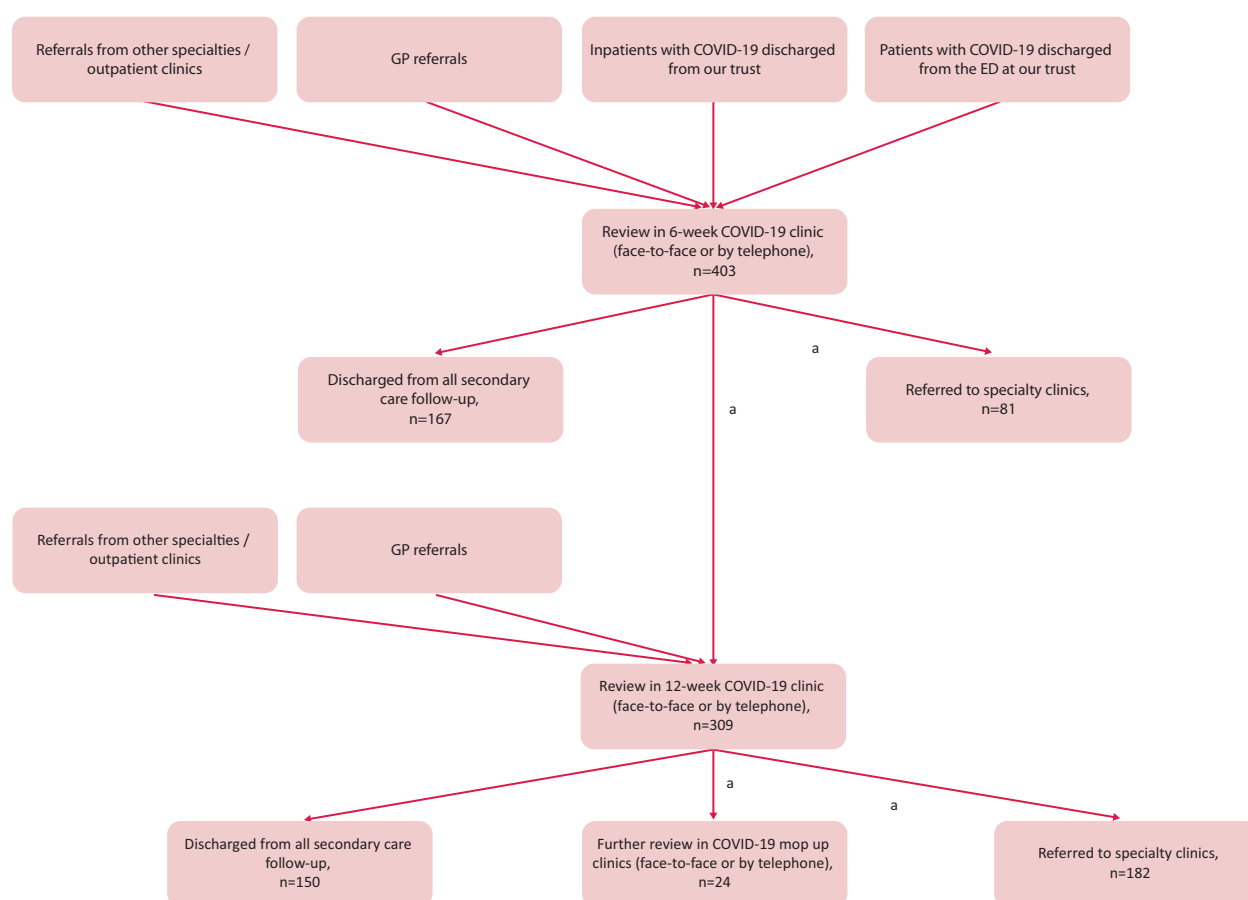 Referrals from other specialties /
outpatient clinics
GP referrals
Inpatients with COVID-19 discharged
from our trust
Patients with COVID-19 discharged
from the ED at our trust
Review in 6-week COVID-19 clinic
(face-to-face or by telephone),
n=403
a
Discharged from all secondary
care follow-up,
n=167
a
Referred to specialty clinics,
n=81
Referrals from other specialties /
outpatient clinics
GP referrals
Review in 12-week COVID-19 clinic
(face-to-face or by telephone),
n=309
a
a
Discharged from all secondary care
follow-up,
n=150
Further review in COVID-19 mop up
clinics (face-to-face or by telephone),
n=24
Referred to specialty clinics,
n=182